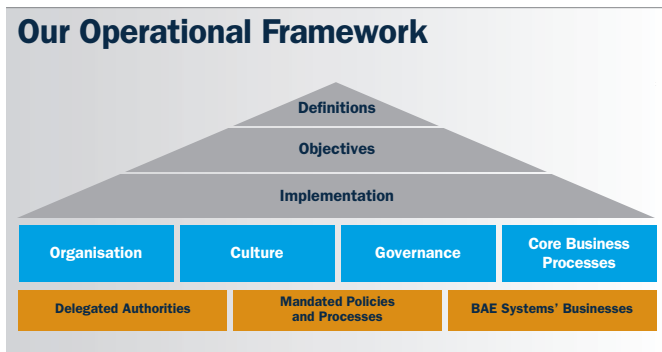 Our Operational Framework
Definitions
Objectives
Implementation
Organisation
Culture
Governance
Core Business
Processes
Delegated Authorities
Mandated Policies
and Processes
BAE Systems’ Businesses